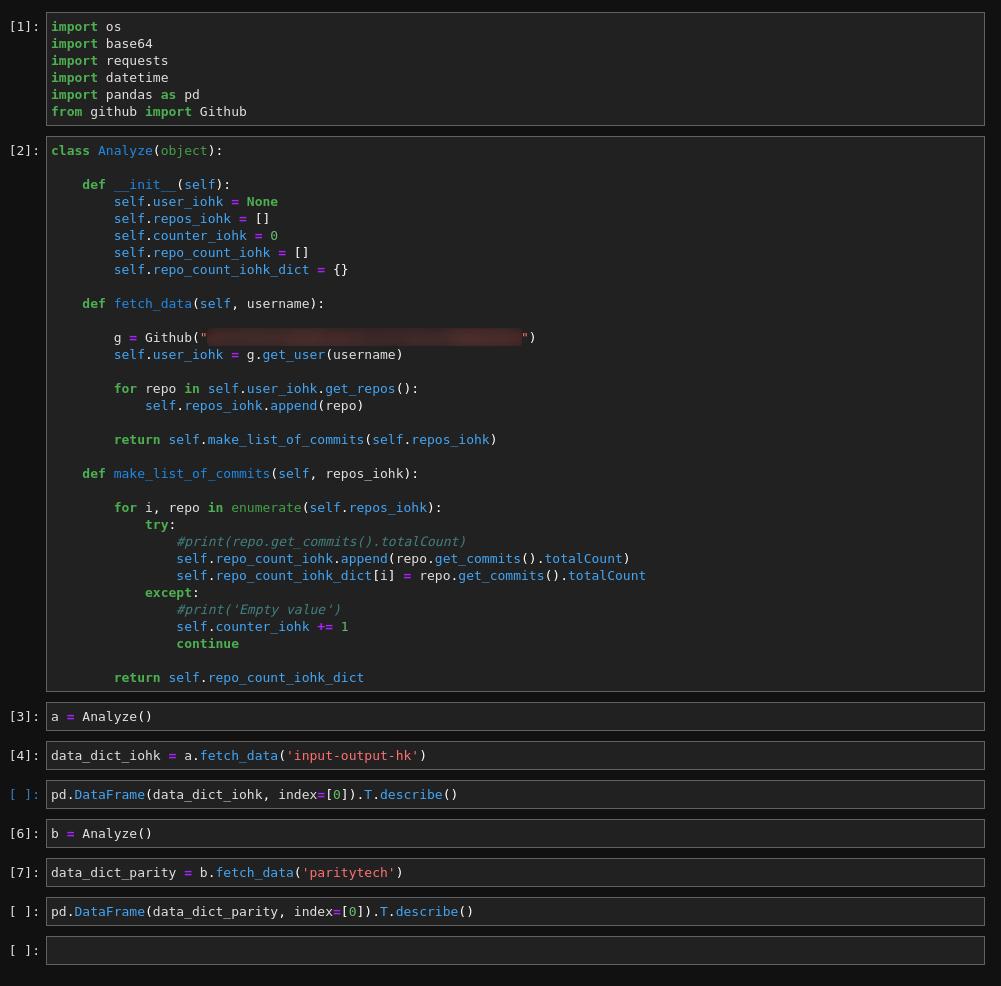 [1]: import os
import base64
import requests
import datetime
import pandas as pd
from github import Github
[2]: class Analyze(object):
    def __init__(self):
        self.user_iohk = None
        self.repos_iohk = []
        self.counter_iohk = 0
        self.repo_count_iohk = []
        self.repo_count_iohk_dict = {}
    def fetch_data(self, username):
        g = Github("")
        self.user_iohk = g.get_user(username)
        for repo in self.user_iohk.get_repos():
            self.repos_iohk.append(repo)
        return self.make_list_of_commits(self.repos_iohk)
    def make_list_of_commits(self, repos_iohk):
        for i, repo in enumerate(self.repos_iohk):
            try:
                #print(repo.get_commits().totalCount)
                self.repo_count_iohk.append(repo.get_commits().totalCount)
                self.repo_count_iohk_dict[i] = repo.get_commits().totalCount
            except:
                #print('Empty value')
                self.counter_iohk += 1
                continue
        return self.repo_count_iohk_dict
[3]: a = Analyze()
[4]: data_dict_iohk = a.fetch_data('input-output-hk')
[ ]: pd.DataFrame(data_dict_iohk, index=[0]).T.describe()
[6]: b = Analyze()
[7]: data_dict_parity = b.fetch_data('paritytech')
[ ]: pd.DataFrame(data_dict_parity, index=[0]).T.describe()
[ ]: